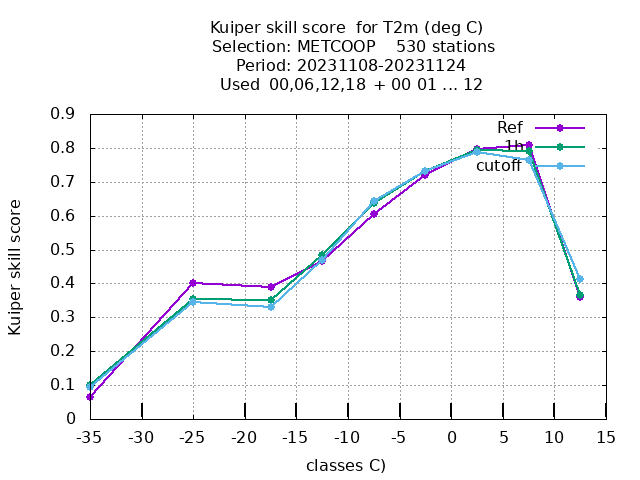 Kuiper skill score for T2m (deg C)
Selection: METCOOP 530 stations
Period: 20231108-20231124
Used 00,06,12,18 + 00 01 ... 12
Kuiper skill score
0.9
0.8
0.7
0.6
0.5
0.4
0.3
0.2
0.1
0
Ref
1h
cutoff
-35 -30 -25 -20 -15 -10 -5 0 5 10 15
classes C)